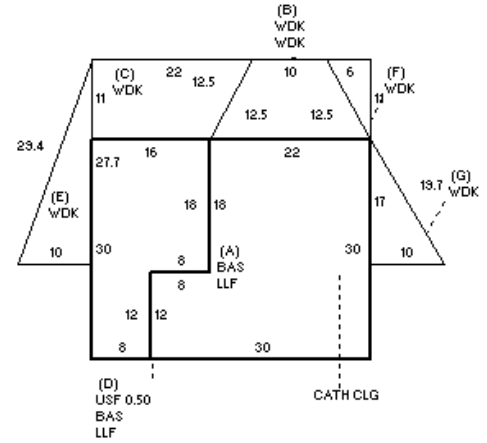 (B)
WDK
WDK
(C)
WDK
22
12.5
10
6
(F)
WDK
11
11
12.5
12.5
29.4
27.7
16
22
19.7
(G)
WDK
(E)
WDK
18
18
17
10
30
8
8
(A)
BAS
LLF
30
10
12
12
8
30
(D)
USF 0.50
BAS
LLF
CATH CLG